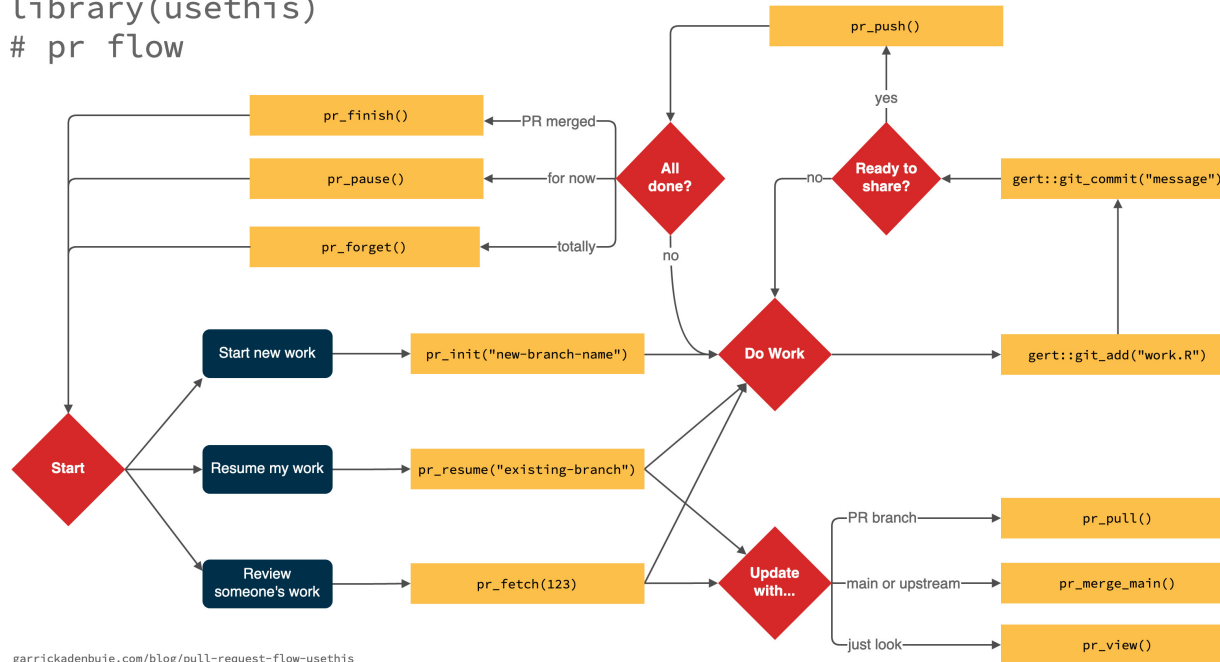 library(usethis)
# pr flow
pr_push()
yes
pr_finish()
PR merged
All
done?
Ready to
share?
no
gert::git_commit("message")
pr_pause()
for now
pr_forget()
totally
no
Start new work
pr_init("new-branch-name")
Do Work
gert::git_add("work.R")
Start
Resume my work
pr_resume("existing-branch")
PR branch
pr_pull()
Review
someone's work
pr_fetch(123)
Update
with...
main or upstream
pr_merge_main()
just look
pr_view()
garrickadenbuie.com/blog/pull-request-flow-usethis